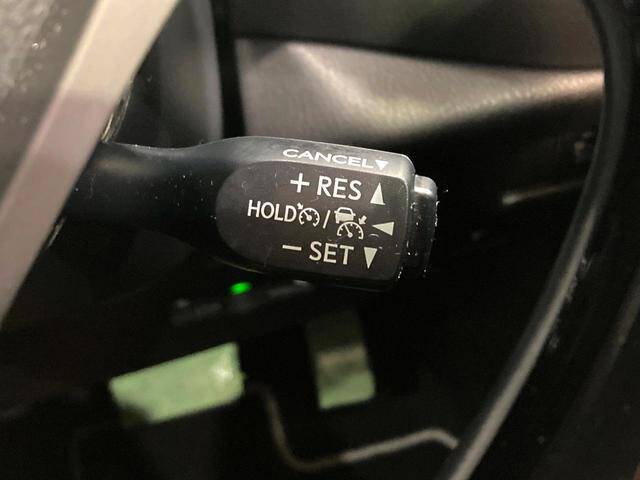 CANCEL▼
+ RES ▲
HOLD / ◀
− SET ▼